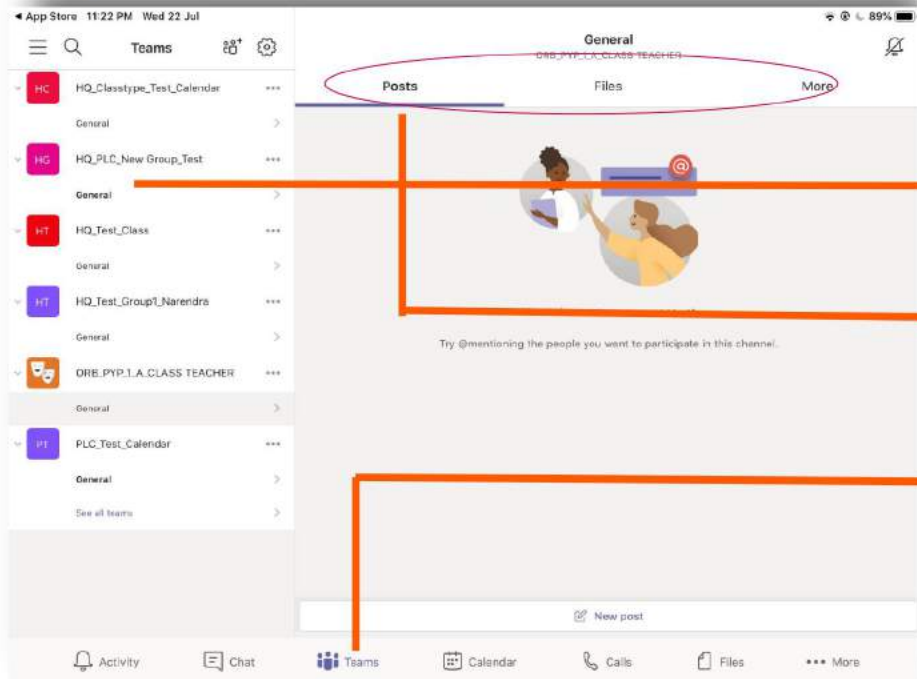 App Store 11:22 PM Wed 22 Jul
89%
Teams
General
ORB_PYP_1_A_CLASS TEACHER
Posts
Files
More
HC
HQ_Classtype_Test_Calendar
General
HG
HQ_PLC_New Group_Test
General
HT
HQ_Test_Class
General
HT
HQ_Test_Group1_Narendra
General
ORB_PYP_1_A_CLASS TEACHER
General
PT
PLC_Test_Calendar
General
See all teams
@
Try @mentioning the people you want to participate in this channel.
New post
Activity
Chat
Teams
Calendar
Calls
Files
More